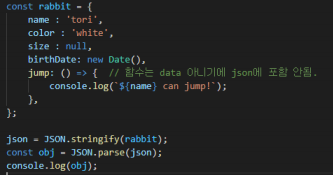 const rabbit = {
    name : 'tori',
    color : 'white',
    size : null,
    birthDate: new Date(),
    jump: () => {  // 함수는 data 아니기에 json에 포함 안됨.
        console.log(`${name} can jump!`);
    },
};
json = JSON.stringify(rabbit);
const obj = JSON.parse(json);
console.log(obj);